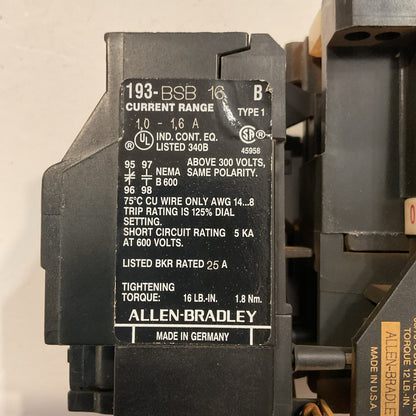 193-BSB 16 B
CURRENT RANGE TYPE 1
1,0 - 1,6 A
UL IND. CONT. EQ. SA
® LISTED 340B ® 45958
95 97 ABOVE 300 VOLTS,
NEMA SAME POLARITY.
96 98 B 600
75°C CU WIRE ONLY AWG 14...8
TRIP RATING IS 125% DIAL
SETTING.
SHORT CIRCUIT RATING 5 KA
AT 600 VOLTS.
LISTED BKR RATED 25 A
TIGHTENING
TORQUE: 16 LB.-IN. 1.8 Nm.
ALLEN-BRADLEY
MADE IN GERMANY
TORQUE 12 LB-IN
ALLEN-BRADLEY
MADE IN U.S.A.